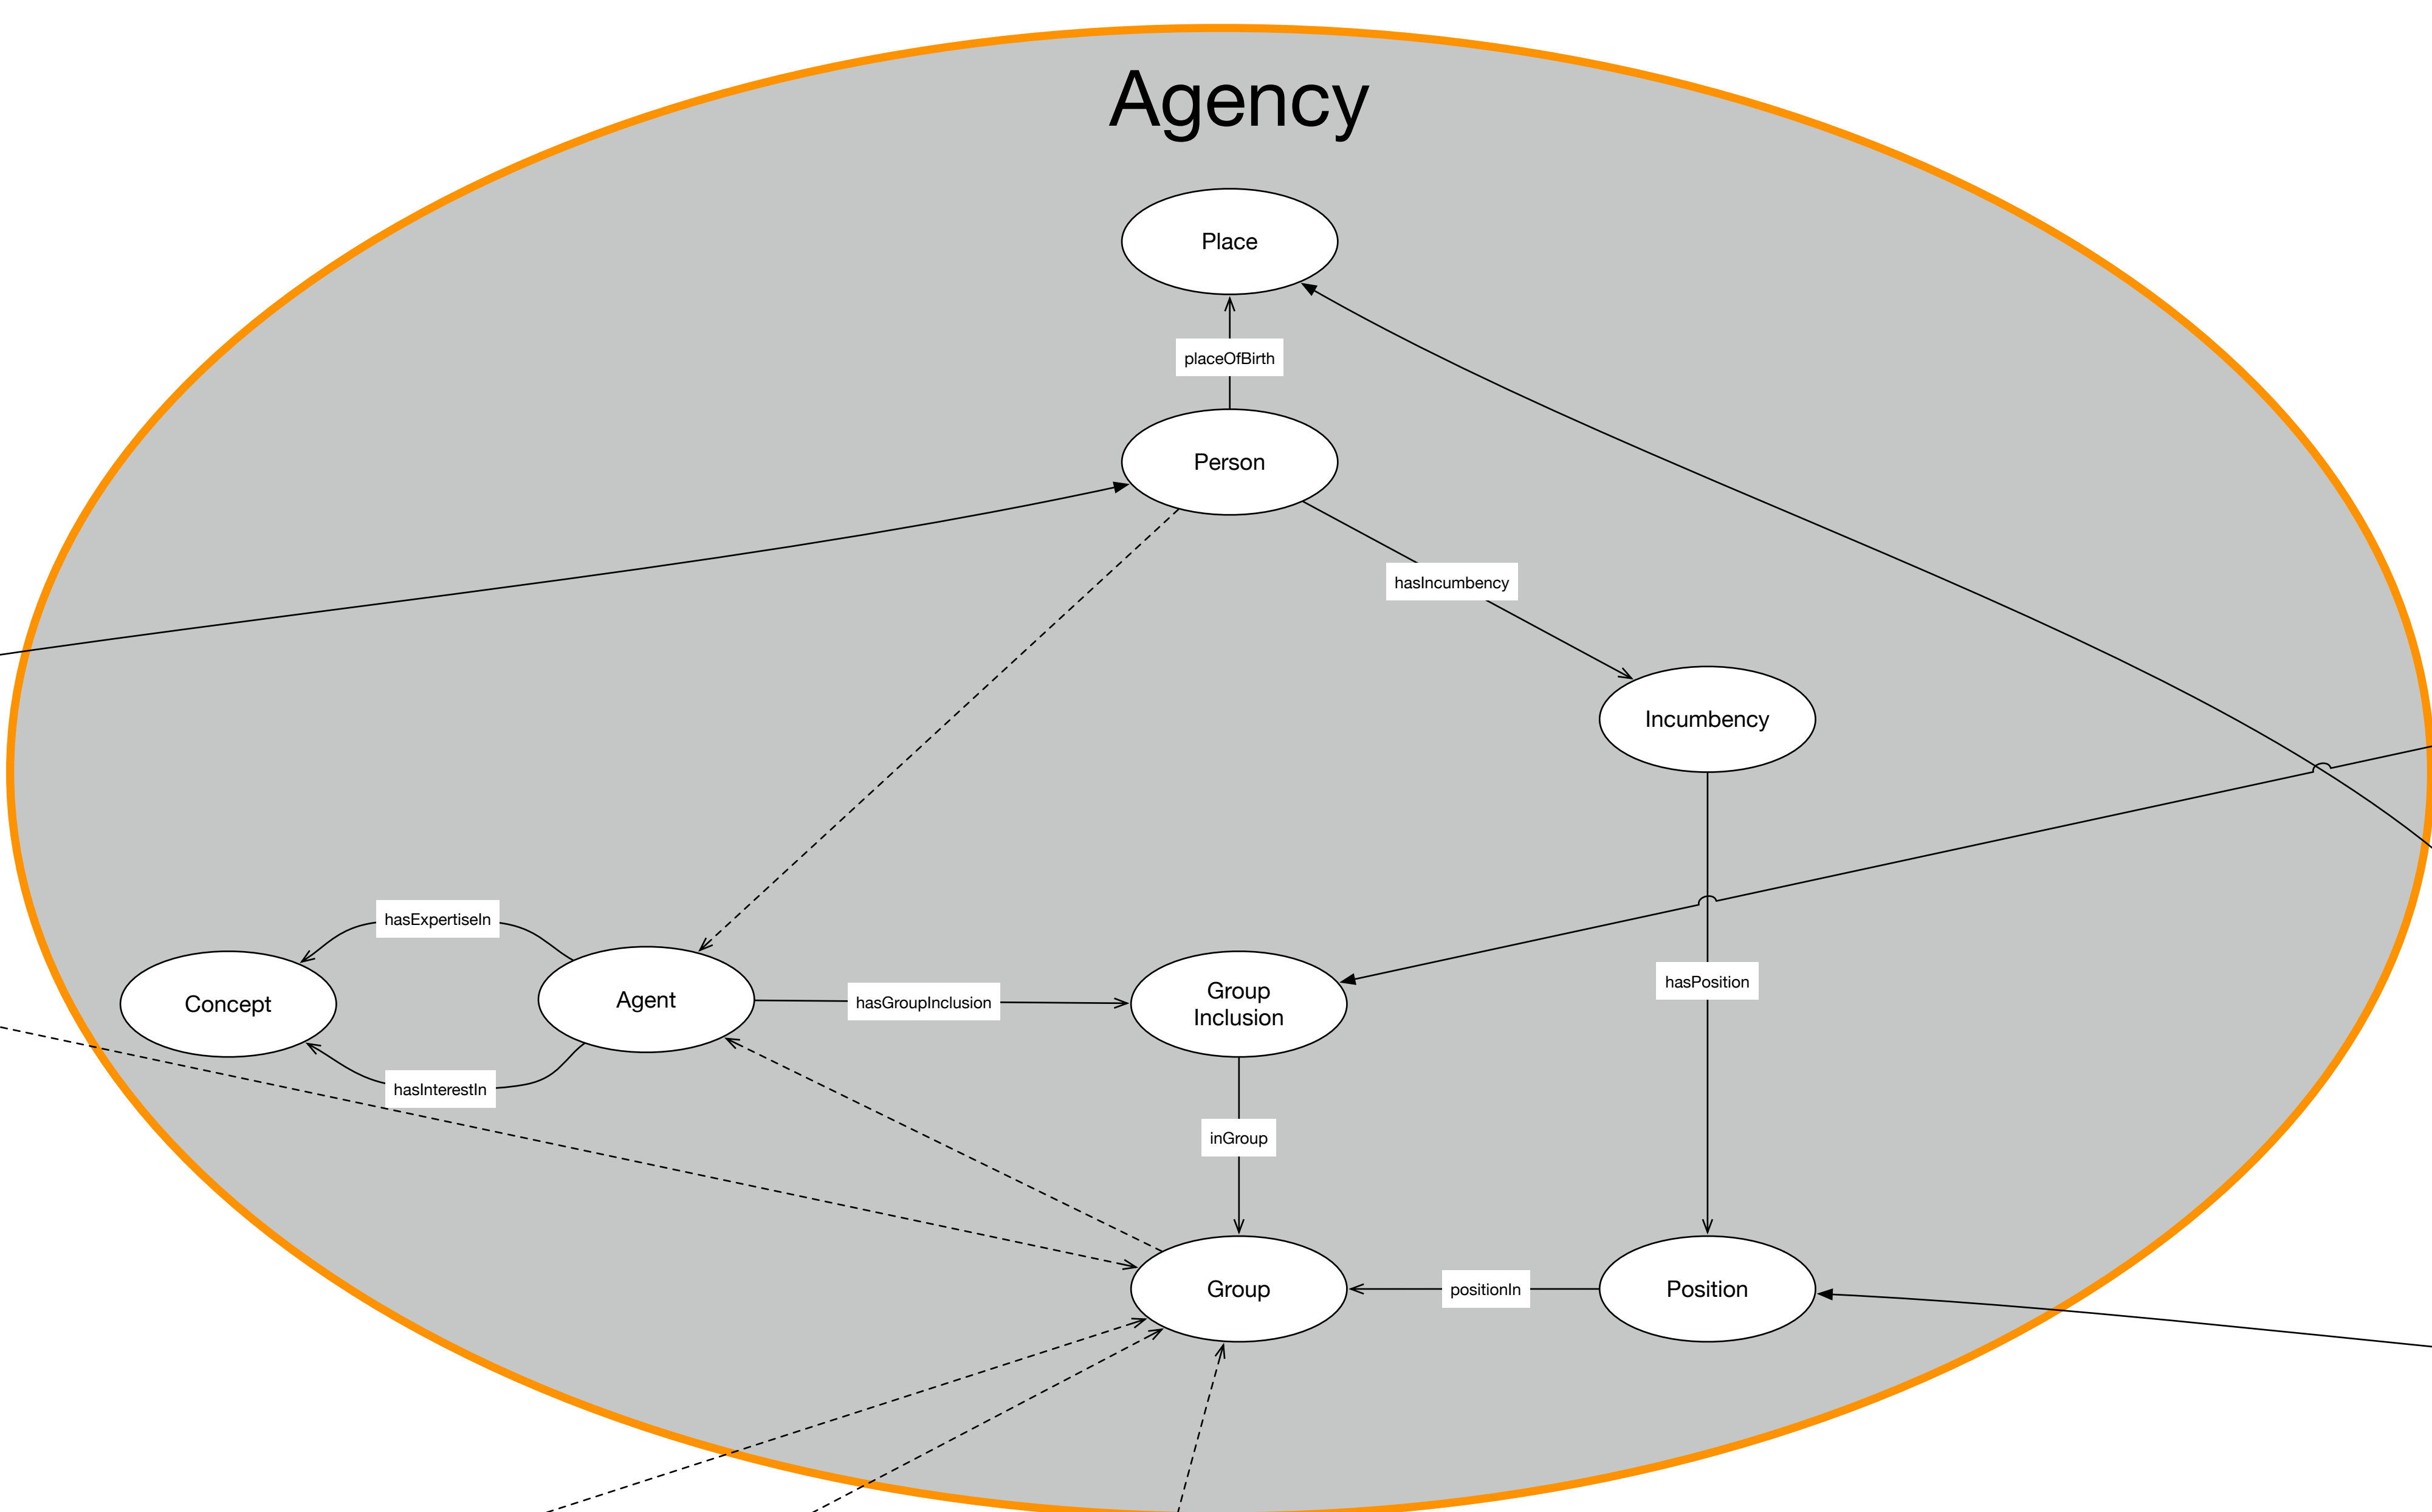 Agency
Place
placeOfBirth
Person
hasIncumbency
Incumbency
hasExpertiseIn
Concept
Agent
hasGroupInclusion
Group
Inclusion
hasPosition
hasInterestIn
inGroup
Group
positionIn
Position